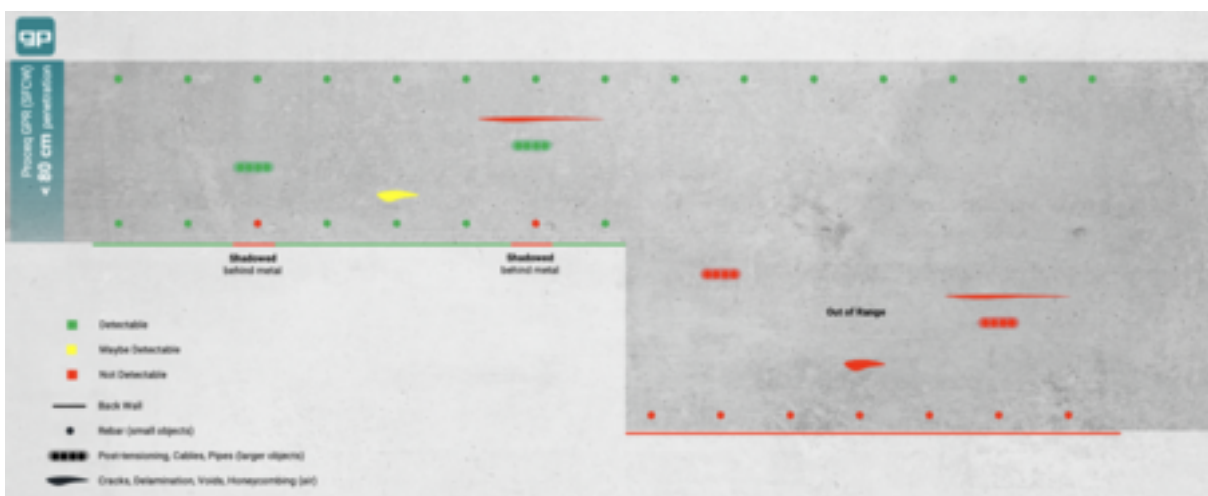 gp
Proceq GPR (SFCW)
< 80 cm penetration
Shadowed
behind metal
Shadowed
behind metal
Out of Range
Detectable
Maybe Detectable
Not Detectable
Back Wall
Rebar (small objects)
Post-tensioning, Cables, Pipes (larger objects)
Cracks, Delamination, Voids, Honeycombing (air)